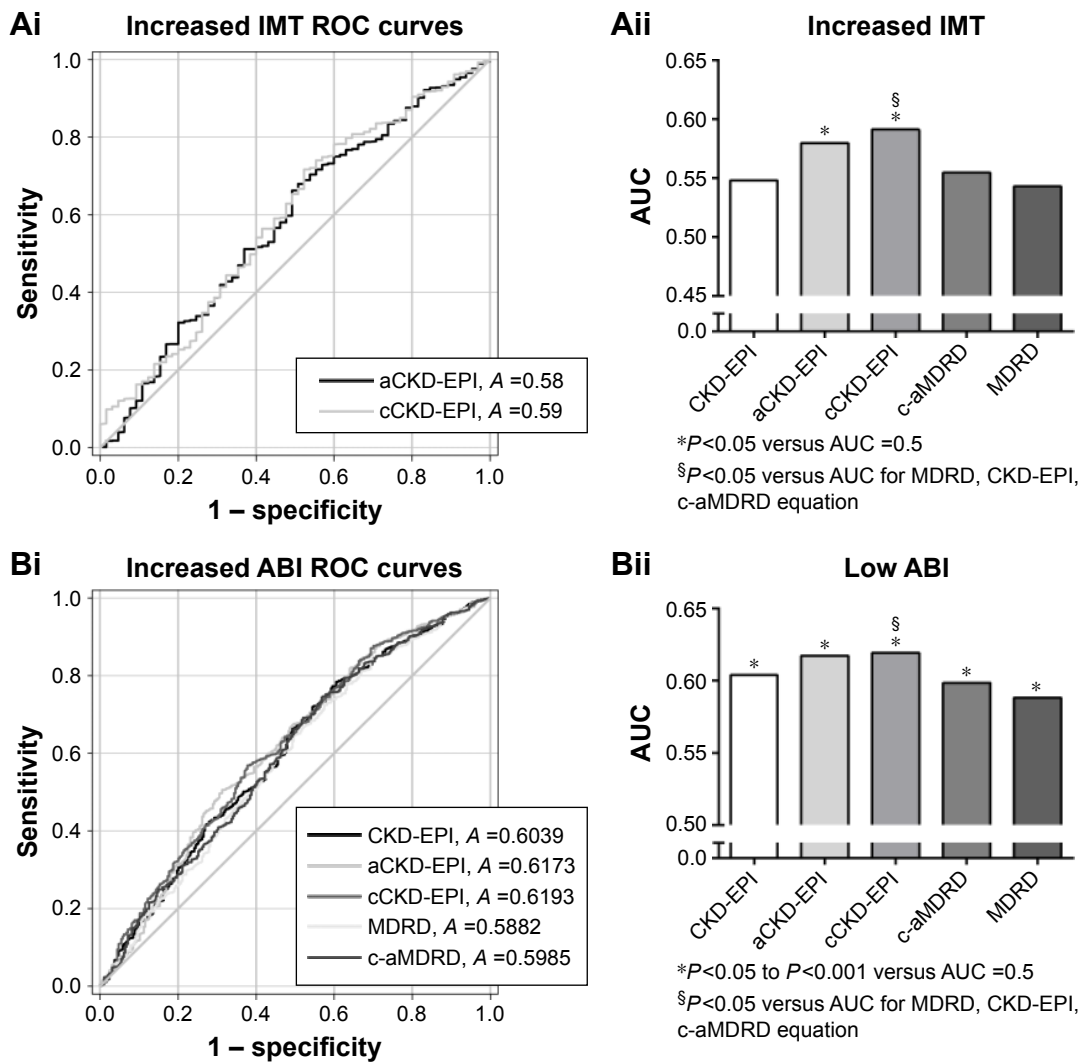 Ai
Increased IMT ROC curves
1.0
0.8
0.6
0.4
0.2
0.0
Sensitivity
aCKD-EPI, A =0.58
cCKD-EPI, A =0.59
0.0 0.2 0.4 0.6 0.8 1.0
1 – specificity
Aii
Increased IMT
0.65
0.60
0.55
0.50
0.45
0.0
AUC
*
§
*
CKD-EPI
aCKD-EPI
cCKD-EPI
c-aMDRD
MDRD
*P<0.05 versus AUC =0.5
§P<0.05 versus AUC for MDRD, CKD-EPI,
c-aMDRD equation
Bi
Increased ABI ROC curves
1.0
0.8
0.6
0.4
0.2
0.0
Sensitivity
CKD-EPI, A =0.6039
aCKD-EPI, A =0.6173
cCKD-EPI, A =0.6193
MDRD, A =0.5882
c-aMDRD, A =0.5985
0.0 0.2 0.4 0.6 0.8 1.0
1 – specificity
Bii
Low ABI
0.65
0.60
0.55
0.50
0.0
AUC
*
*
§
*
*
*
CKD-EPI
aCKD-EPI
cCKD-EPI
c-aMDRD
MDRD
*P<0.05 to P<0.001 versus AUC =0.5
§P<0.05 versus AUC for MDRD, CKD-EPI,
c-aMDRD equation